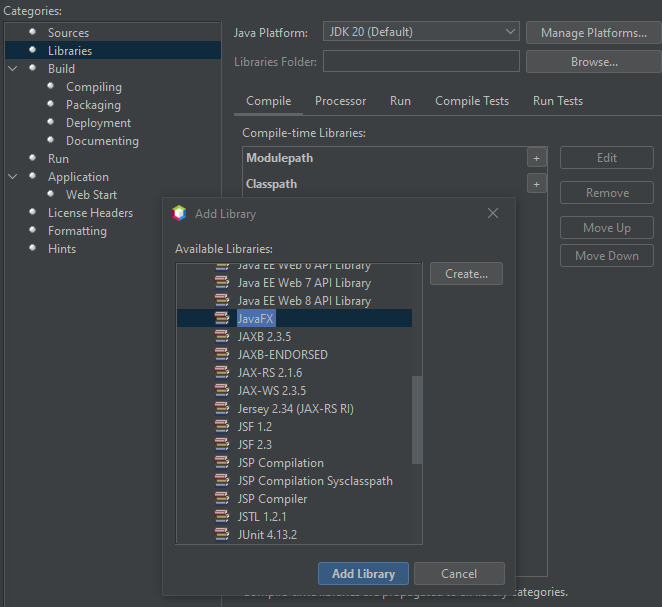 Categories:
Sources
Libraries
Build
Compiling
Packaging
Deployment
Documenting
Run
Application
Web Start
License Headers
Formatting
Hints
Java Platform:
JDK 20 (Default)
Manage Platforms...
Libraries Folder:
Browse...
Compile Processor Run Compile Tests Run Tests
Compile-time Libraries:
Modulepath +
Classpath +
Edit
Remove
Move Up
Move Down
Add Library
Available Libraries:
Java EE Web 6 API Library
Java EE Web 7 API Library
Java EE Web 8 API Library
JavaFX
JAXB 2.3.5
JAXB-ENDORSED
JAX-RS 2.1.6
JAX-WS 2.3.5
Jersey 2.34 (JAX-RS RI)
JSF 1.2
JSF 2.3
JSP Compilation
JSP Compilation Sysclasspath
JSP Compiler
JSTL 1.2.1
JUnit 4.13.2
Create...
Add Library
Cancel
Compile-time libraries are propagated to all library categories.